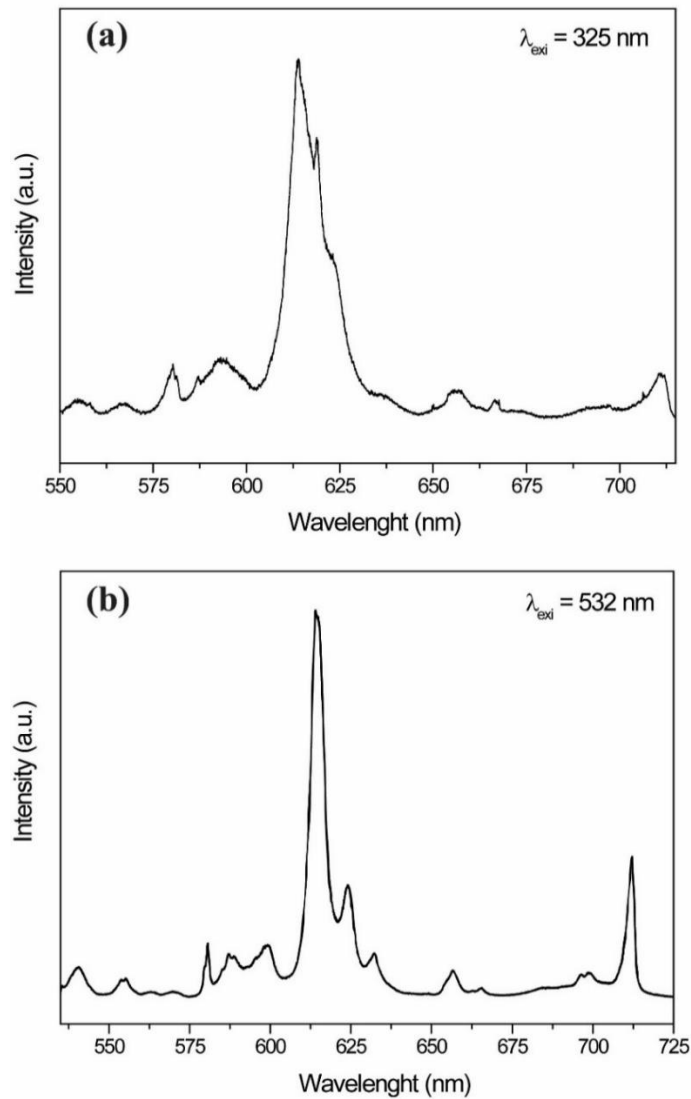 (a)
λexi = 325 nm
Intensity (a.u.)
550 575 600 625 650 675 700
Wavelenght (nm)
(b)
λexi = 532 nm
Intensity (a.u.)
550 575 600 625 650 675 700 725
Wavelenght (nm)